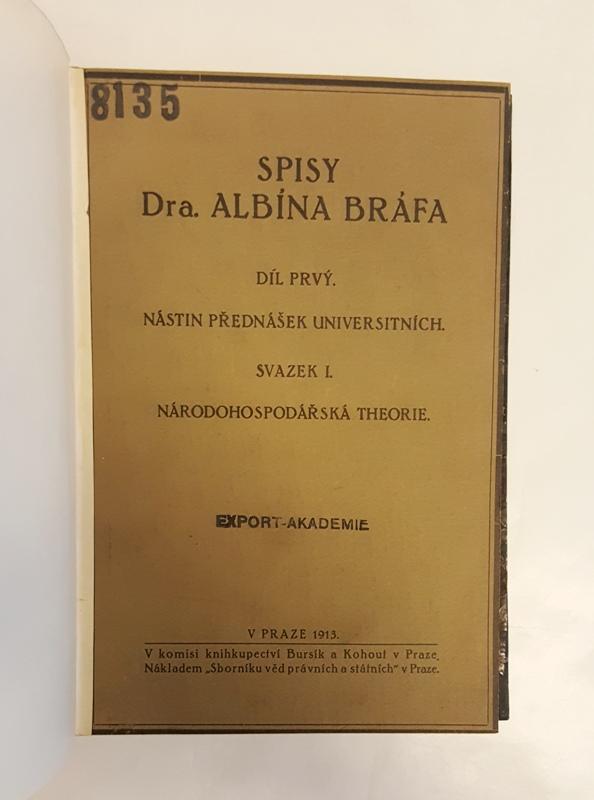 8135
SPISY
Dra. ALBÍNA BRÁFA
DÍL PRVÝ.
NÁSTIN PŘEDNÁŠEK UNIVERSITNÍCH.
SVAZEK I.
NÁRODOHOSPODÁŘSKÁ THEORIE.
EXPORT-AKADEMIE
V PRAZE 1913.
V komisi knihkupectví Bursík a Kohout v Praze.
Nákladem „Sborníku věd právních a státních“ v Praze.